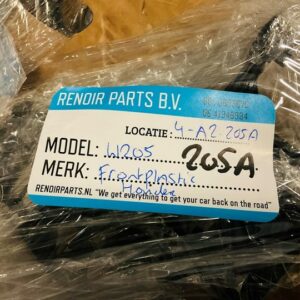 RENOIR PARTS B.V.
LOCATIE: 4-A2.205A
MODEL: W205
205A
MERK: Frontplastic
RENOIRPARTS.NL "We get everything to get your car back on the road"